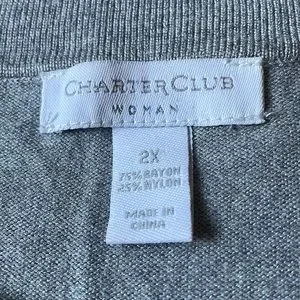 CHARTER CLUB
WOMAN
2X
75% RAYON
25% NYLON
MADE IN
CHINA